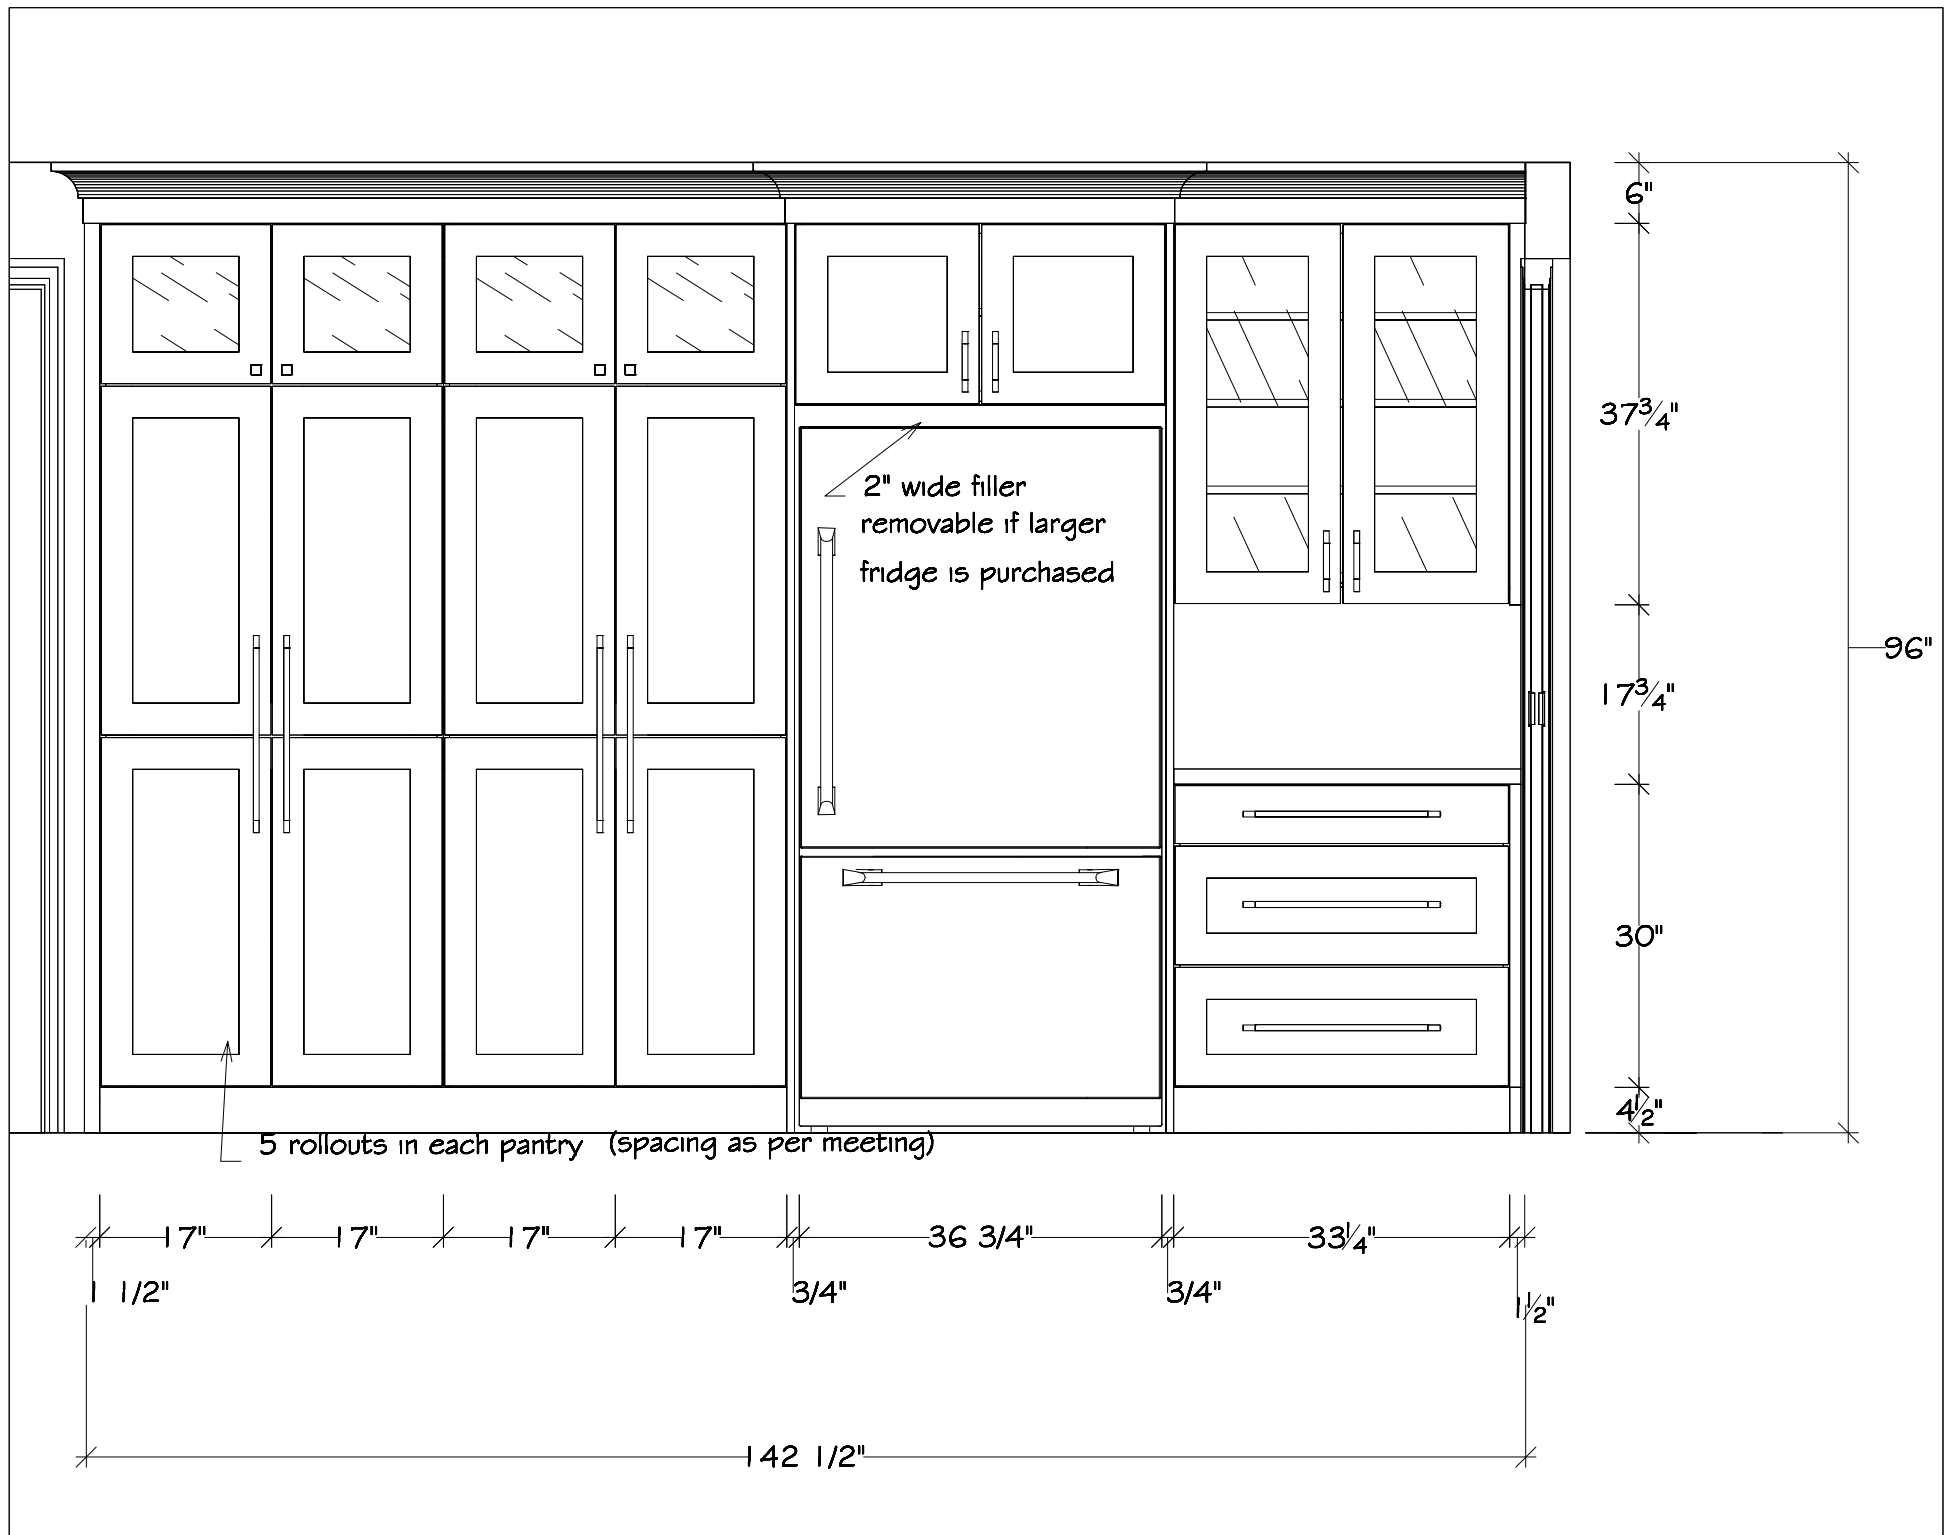 6"
37¾"
2" wide filler
removable if larger
fridge is purchased
96"
17¾"
30"
4½"
5 rollouts in each pantry (spacing as per meeting)
17" 17" 17" 17" 36 3/4" 33¼"
1 1/2" 3/4" 3/4" 1½"
142 1/2"